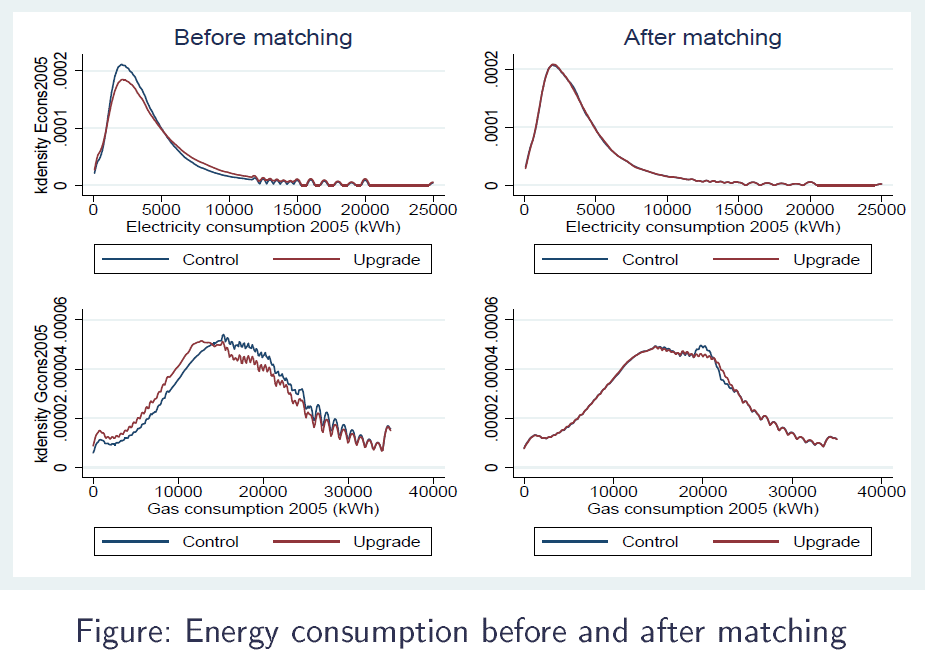 Before matching
kdensity Econs2005
0 .0001 .0002
0 5000 10000 15000 20000 25000
Electricity consumption 2005 (kWh)
Control Upgrade
After matching
0 .0001 .0002
0 5000 10000 15000 20000 25000
Electricity consumption 2005 (kWh)
Control Upgrade
kdensity Gcons2005
0 .00002 .00004 .00006
0 10000 20000 30000 40000
Gas consumption 2005 (kWh)
Control Upgrade
0 .00002 .00004 .00006
0 10000 20000 30000 40000
Gas consumption 2005 (kWh)
Control Upgrade
Figure: Energy consumption before and after matching